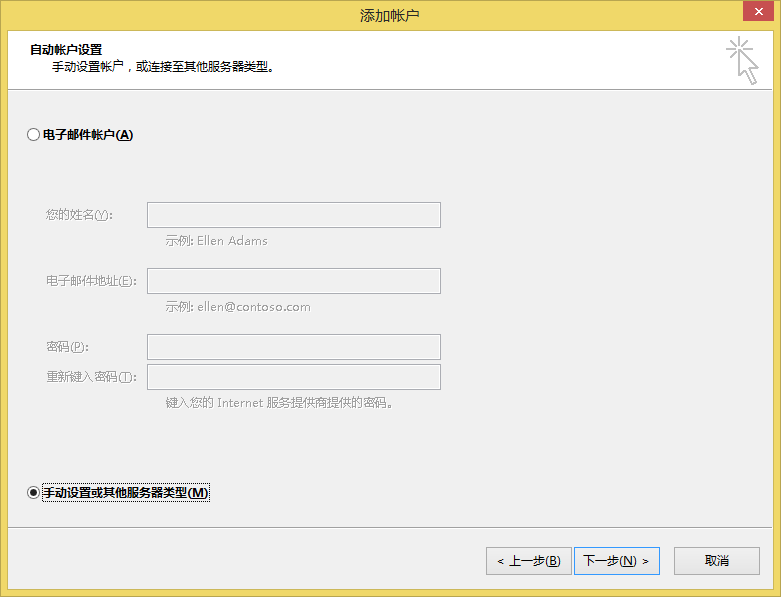 添加帐户
自动帐户设置
手动设置帐户，或连接至其他服务器类型。
电子邮件帐户(A)
您的姓名(Y):
示例: Ellen Adams
电子邮件地址(E):
示例: ellen@contoso.com
密码(P):
重新键入密码(T):
键入您的 Internet 服务提供商提供的密码。
手动设置或其他服务器类型(M)
< 上一步(B)
下一步(N) >
取消